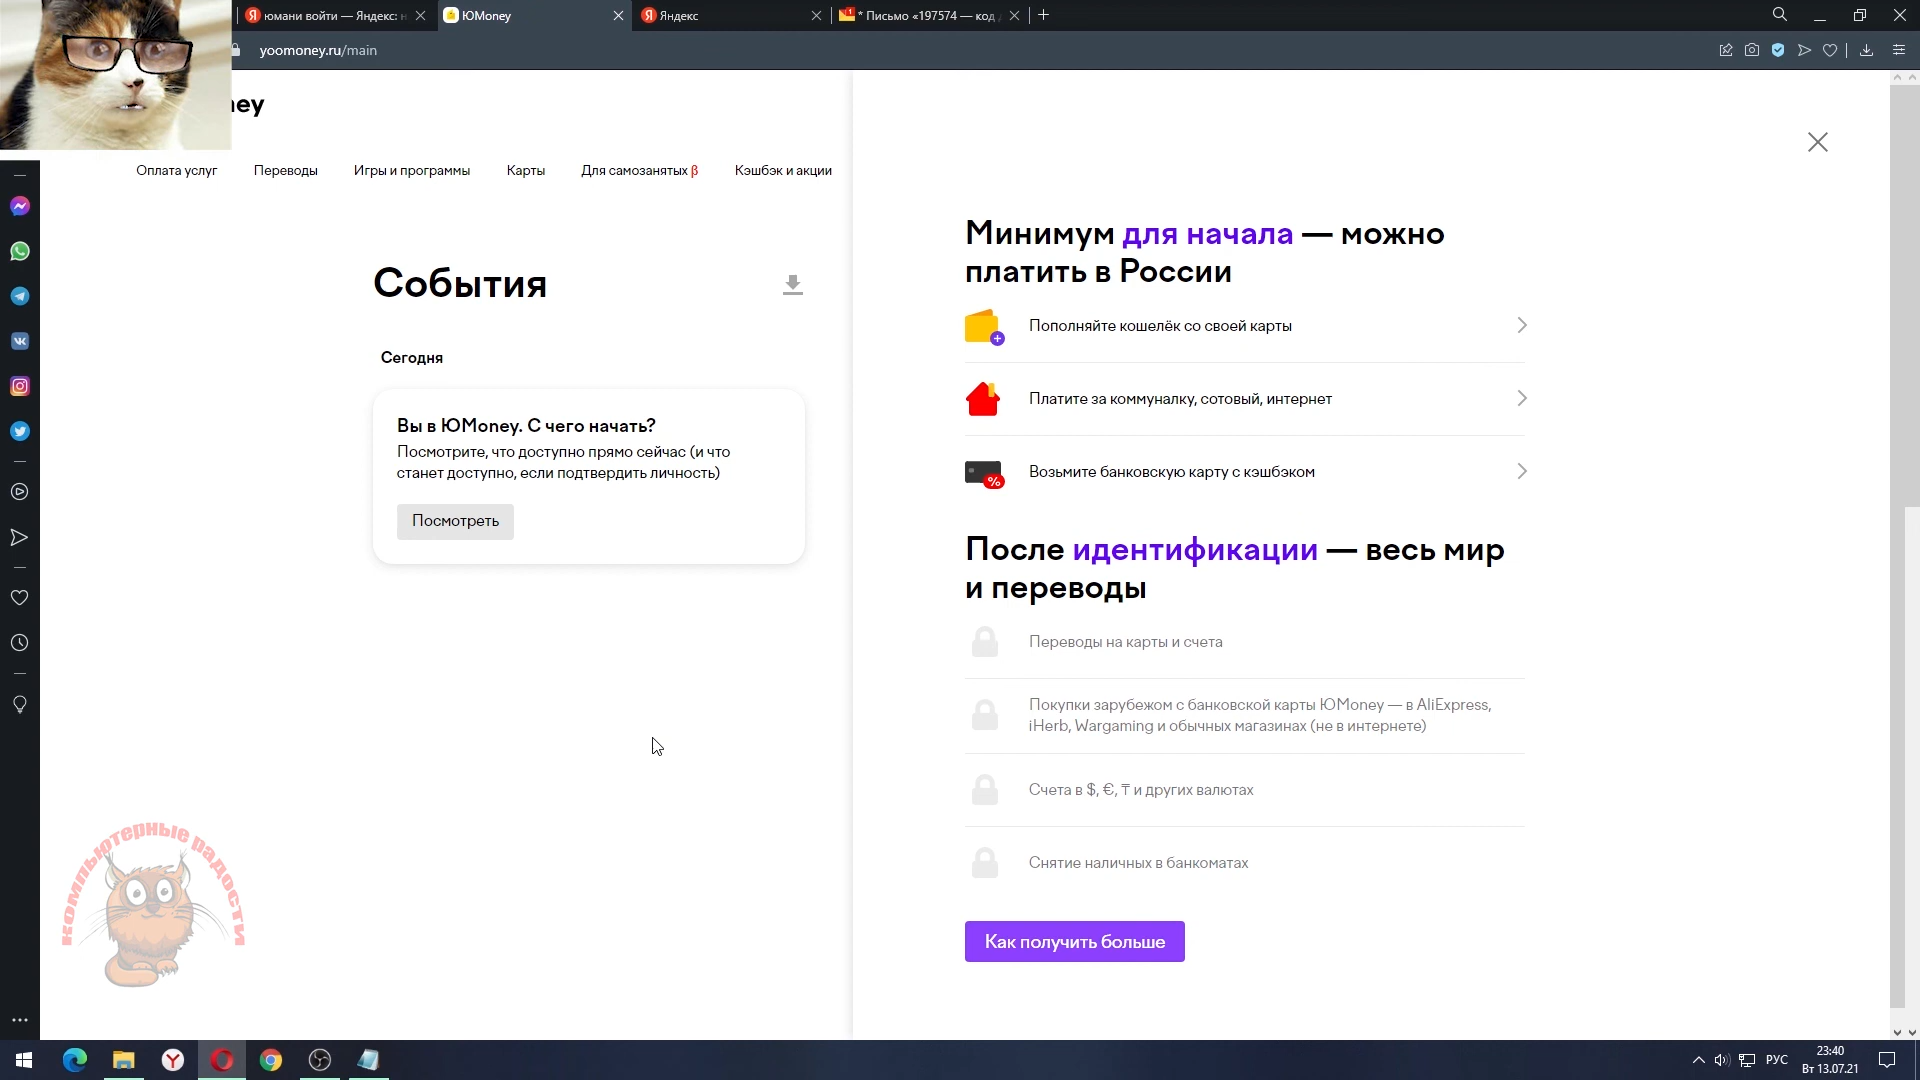 юмани войти — Яндекс: н
ЮMoney
Яндекс
* Письмо «197574 — код
yoomoney.ru/main
ney
Оплата услуг
Переводы
Игры и программы
Карты
Для самозанятых β
Кэшбэк и акции
События
Сегодня
Вы в ЮMoney. С чего начать?
Посмотрите, что доступно прямо сейчас (и что
станет доступно, если подтвердить личность)
Посмотреть
Минимум для начала — можно
платить в России
Пополняйте кошелёк со своей карты
Платите за коммуналку, сотовый, интернет
Возьмите банковскую карту с кэшбэком
После идентификации — весь мир
и переводы
Переводы на карты и счета
Покупки зарубежом с банковской карты ЮMoney — в AliExpress,
iHerb, Wargaming и обычных магазинах (не в интернете)
Счета в $, €, ₸ и других валютах
Снятие наличных в банкоматах
Как получить больше
компьютерные радости
РУС
23:40
Вт 13.07.21